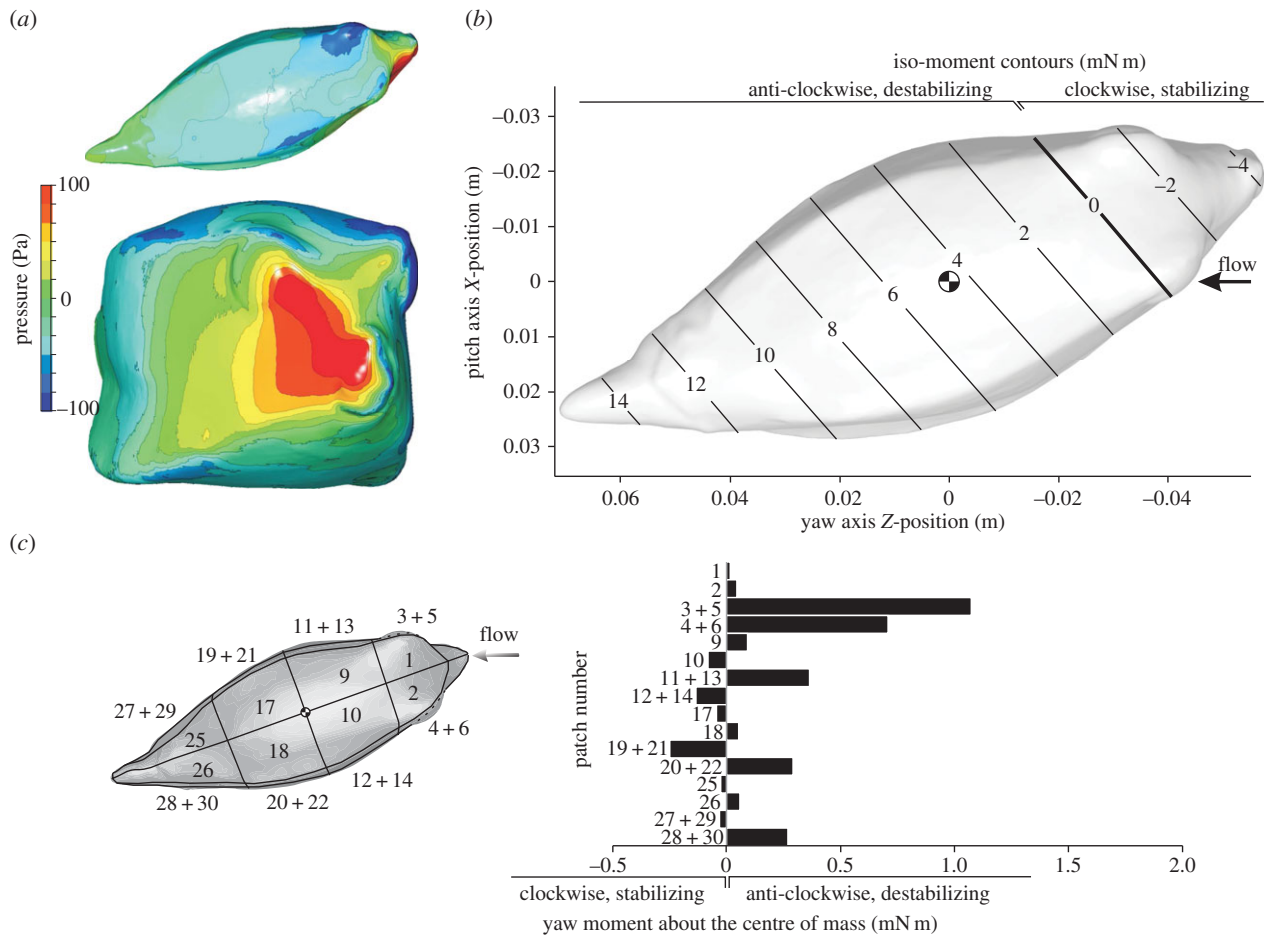 (a)
100
0
–100
pressure (Pa)
(b)
iso-moment contours (mN m)
anti-clockwise, destabilizing
clockwise, stabilizing
–0.03
–0.02
–0.01
0
0.01
0.02
0.03
pitch axis X-position (m)
–4
–2
0
2
4
6
8
10
12
14
flow
0.06
0.04
0.02
0
–0.02
–0.04
yaw axis Z-position (m)
(c)
3 + 5
11 + 13
flow
19 + 21
1
9
2
27 + 29
17
10
4 + 6
25
18
26
12 + 14
28 + 30
20 + 22
patch number
1
2
3 + 5
4 + 6
9
10
11 + 13
12 + 14
17
18
19 + 21
20 + 22
25
26
27 + 29
28 + 30
–0.5
0
0.5
1.0
1.5
2.0
clockwise, stabilizing
anti-clockwise, destabilizing
yaw moment about the centre of mass (mN m)